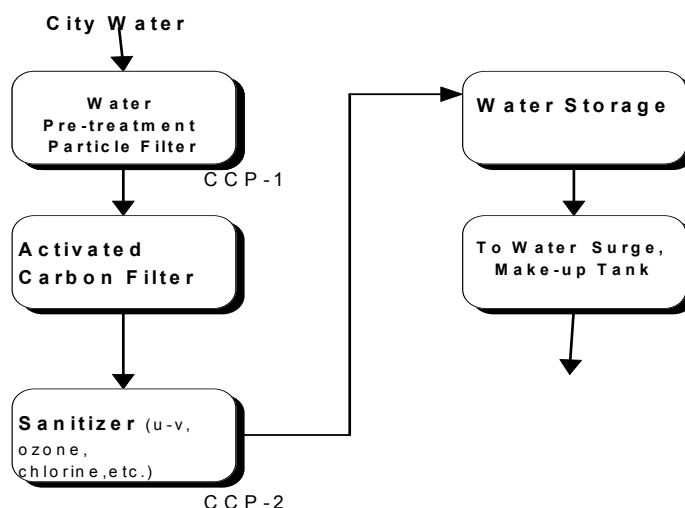 City Water
Water
Pre-treatment
Particle Filter
CCP-1
Activated
Carbon Filter
Sanitizer (u-v,
ozone,
chlorine,etc.)
CCP-2
Water Storage
To Water Surge,
Make-up Tank